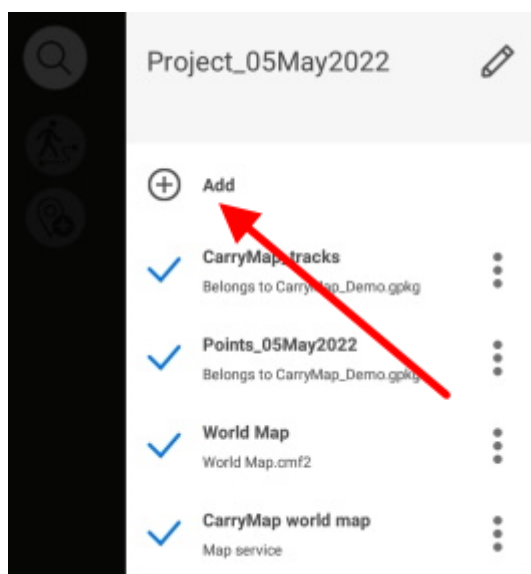 Project_05May2022
Add
CarryMap_tracks
Belongs to CarryMap_Demo.gpkg
Points_05May2022
Belongs to CarryMap_Demo.gpkg
World Map
World Map.cmf2
CarryMap world map
Map service